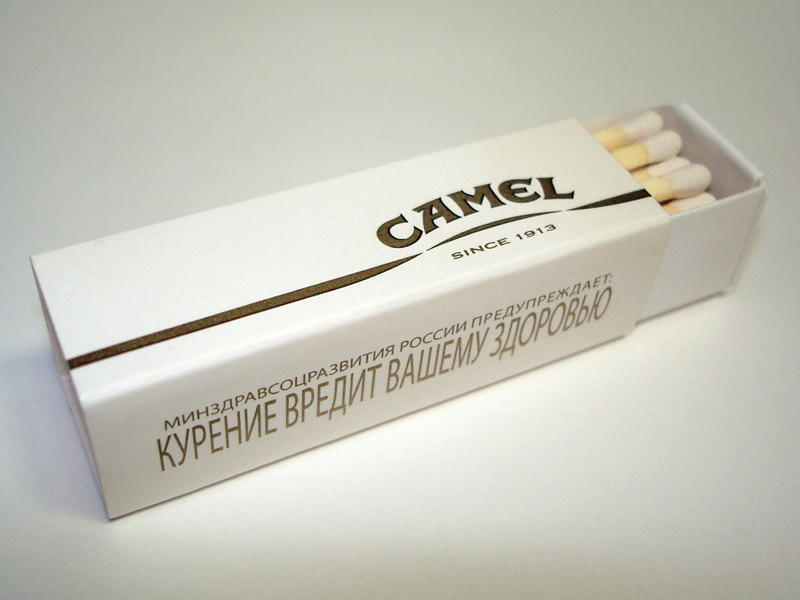 CAMEL
SINCE 1913
МИНЗДРАВСОЦРАЗВИТИЯ РОССИИ ПРЕДУПРЕЖДАЕТ:
КУРЕНИЕ ВРЕДИТ ВАШЕМУ ЗДОРОВЬЮ